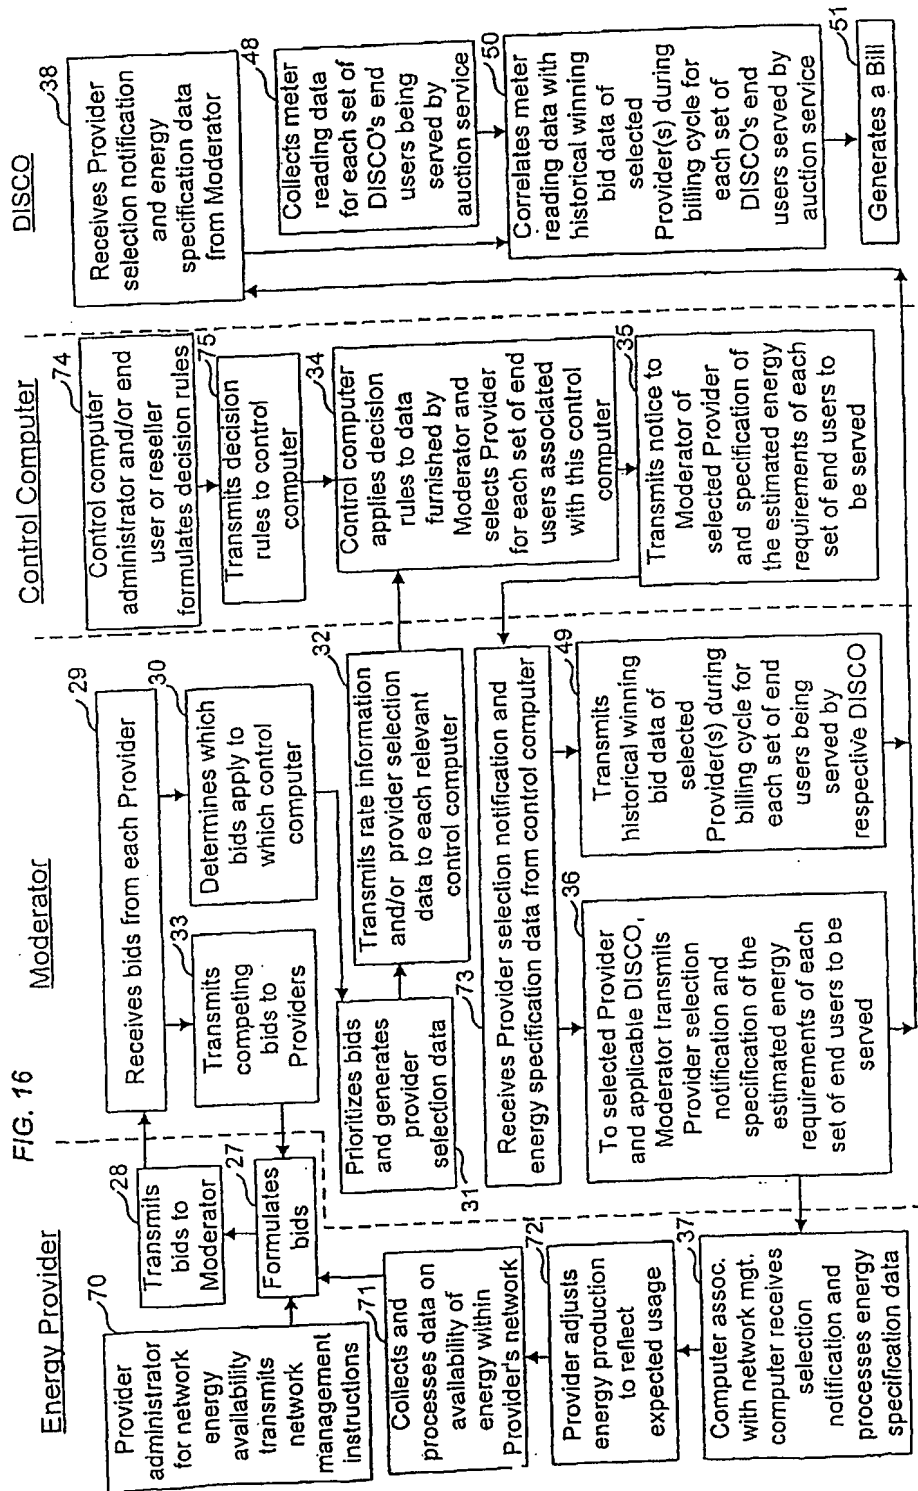 FIG. 16
Energy Provider
70
Provider
administrator
for network
energy
availability
transmits
network
management
instructions
28
Transmits
bids to
Moderator
27
Formulates
bids
71
Collects and
processes data on
availability of
energy within
Provider's network
72
Provider adjusts
energy production
to reflect
expected usage
37
Computer assoc.
with network mgt.
computer receives
selection
notification and
processes energy
specification data
Moderator
29
Receives bids from each Provider
33
Transmits
competing
bids to
Providers
30
Determines which
bids apply to
which control
computer
31
Prioritizes bids
and generates
provider
selection data
32
Transmits rate information
and/or provider selection
data to each relevant
control computer
73
Receives Provider selection notification and
energy specification data from control computer
36
To selected Provider
and applicable DISCO,
Moderator transmits
Provider selection
notification and
specification of the
estimated energy
requirements of each
set of end users to be
served
49
Transmits
historical winning
bid data of
selected
Provider(s) during
billing cycle for
each set of end
users being
served by
respective DISCO
Control Computer
74
Control computer
administrator and/or end
user or reseller
formulates decision rules
75
Transmits decision
rules to control
computer
34
Control computer
applies decision
rules to data
furnished by
Moderator and
selects Provider
for each set of end
users associated
with this control
computer
35
Transmits notice to
Moderator of
selected Provider
and specification of
the estimated energy
requirements of each
set of end users to
be served
DISCO
38
Receives Provider
selection notification
and energy
specification data
from Moderator
48
Collects meter
reading data
for each set of
DISCO's end
users being
served by
auction service
50
Correlates meter
reading data with
historical winning
bid data of
selected
Provider(s) during
billing cycle for
each set of
DISCO's end
users served by
auction service
51
Generates a Bill